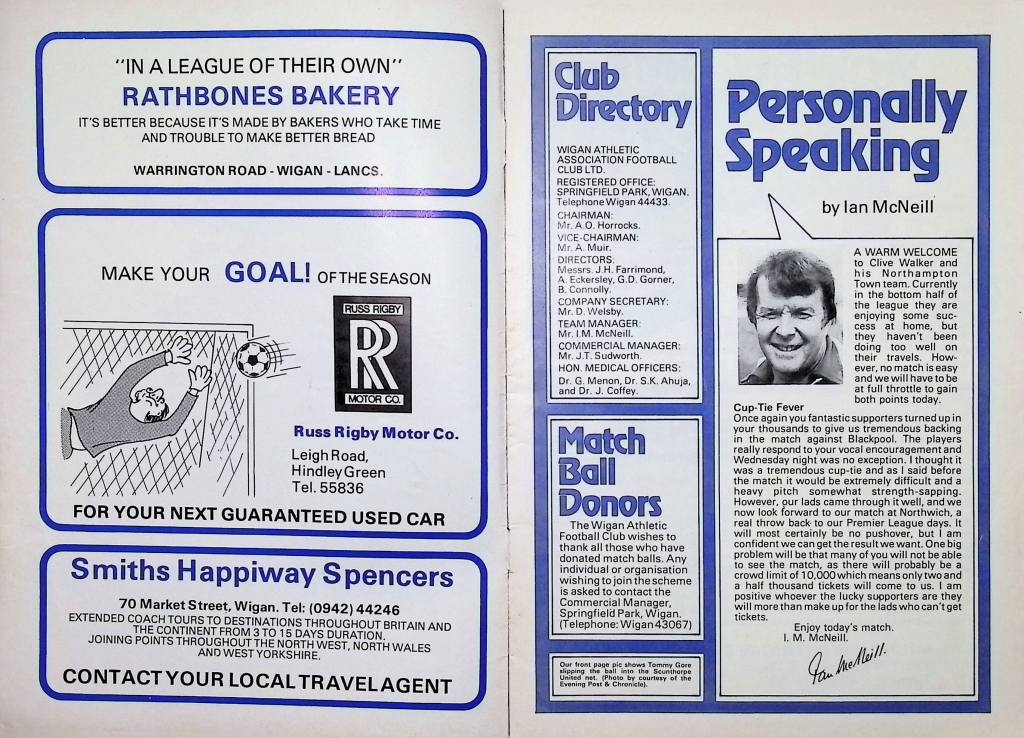 "IN A LEAGUE OF THEIR OWN"
RATHBONES BAKERY
IT'S BETTER BECAUSE IT'S MADE BY BAKERS WHO TAKE TIME
AND TROUBLE TO MAKE BETTER BREAD
WARRINGTON ROAD - WIGAN - LANCS.
MAKE YOUR GOAL! OF THE SEASON
RUSS RIGBY
RR
MOTOR CO.
Russ Rigby Motor Co.
Leigh Road,
Hindley Green
Tel. 55836
FOR YOUR NEXT GUARANTEED USED CAR
Smiths Happiway Spencers
70 Market Street, Wigan. Tel: (0942) 44246
EXTENDED COACH TOURS TO DESTINATIONS THROUGHOUT BRITAIN AND
THE CONTINENT FROM 3 TO 15 DAYS DURATION.
JOINING POINTS THROUGHOUT THE NORTH WEST, NORTH WALES
AND WEST YORKSHIRE.
CONTACT YOUR LOCAL TRAVEL AGENT
Club
Directory
WIGAN ATHLETIC
ASSOCIATION FOOTBALL
CLUB LTD.
REGISTERED OFFICE:
SPRINGFIELD PARK, WIGAN.
Telephone Wigan 44433.
CHAIRMAN:
Mr. A.O. Horrocks.
VICE-CHAIRMAN:
Mr. A. Muir.
DIRECTORS:
Messrs. J.H. Farrimond,
A. Eckersley, G.D. Gorner,
B. Connolly.
COMPANY SECRETARY:
Mr. D. Welsby.
TEAM MANAGER:
Mr. I.M. McNeill.
COMMERCIAL MANAGER:
Mr. J.T. Sudworth.
HON. MEDICAL OFFICERS:
Dr. G. Menon, Dr. S.K. Ahuja,
and Dr. J. Coffey.
Match
Ball
Donors
The Wigan Athletic
Football Club wishes to
thank all those who have
donated match balls. Any
individual or organisation
wishing to join the scheme
is asked to contact the
Commercial Manager,
Springfield Park, Wigan.
(Telephone: Wigan 43067)
Our front page pic shows Tommy Gore
slipping the ball into the Scunthorpe
United net. (Photo by courtesy of the
Evening Post & Chronicle).
Personally
Speaking
by Ian McNeill
A WARM WELCOME
to Clive Walker and
his Northampton
Town team. Currently
in the bottom half of
the league they are
enjoying some suc-
cess at home, but
they haven't been
doing too well on
their travels. How-
ever, no match is easy
and we will have to be
at full throttle to gain
both points today.
Cup-Tie Fever
Once again you fantastic supporters turned up in
your thousands to give us tremendous backing
in the match against Blackpool. The players
really respond to your vocal encouragement and
Wednesday night was no exception. I thought it
was a tremendous cup-tie and as I said before
the match it would be extremely difficult and a
heavy pitch somewhat strength-sapping.
However, our lads came through it well, and we
now look forward to our match at Northwich, a
real throw back to our Premier League days. It
will most certainly be no pushover, but I am
confident we can get the result we want. One big
problem will be that many of you will not be able
to see the match, as there will probably be a
crowd limit of 10,000 which means only two and
a half thousand tickets will come to us. I am
positive whoever the lucky supporters are they
will more than make up for the lads who can't get
tickets.
Enjoy today's match.
I. M. McNeill.
Ian McNeill.